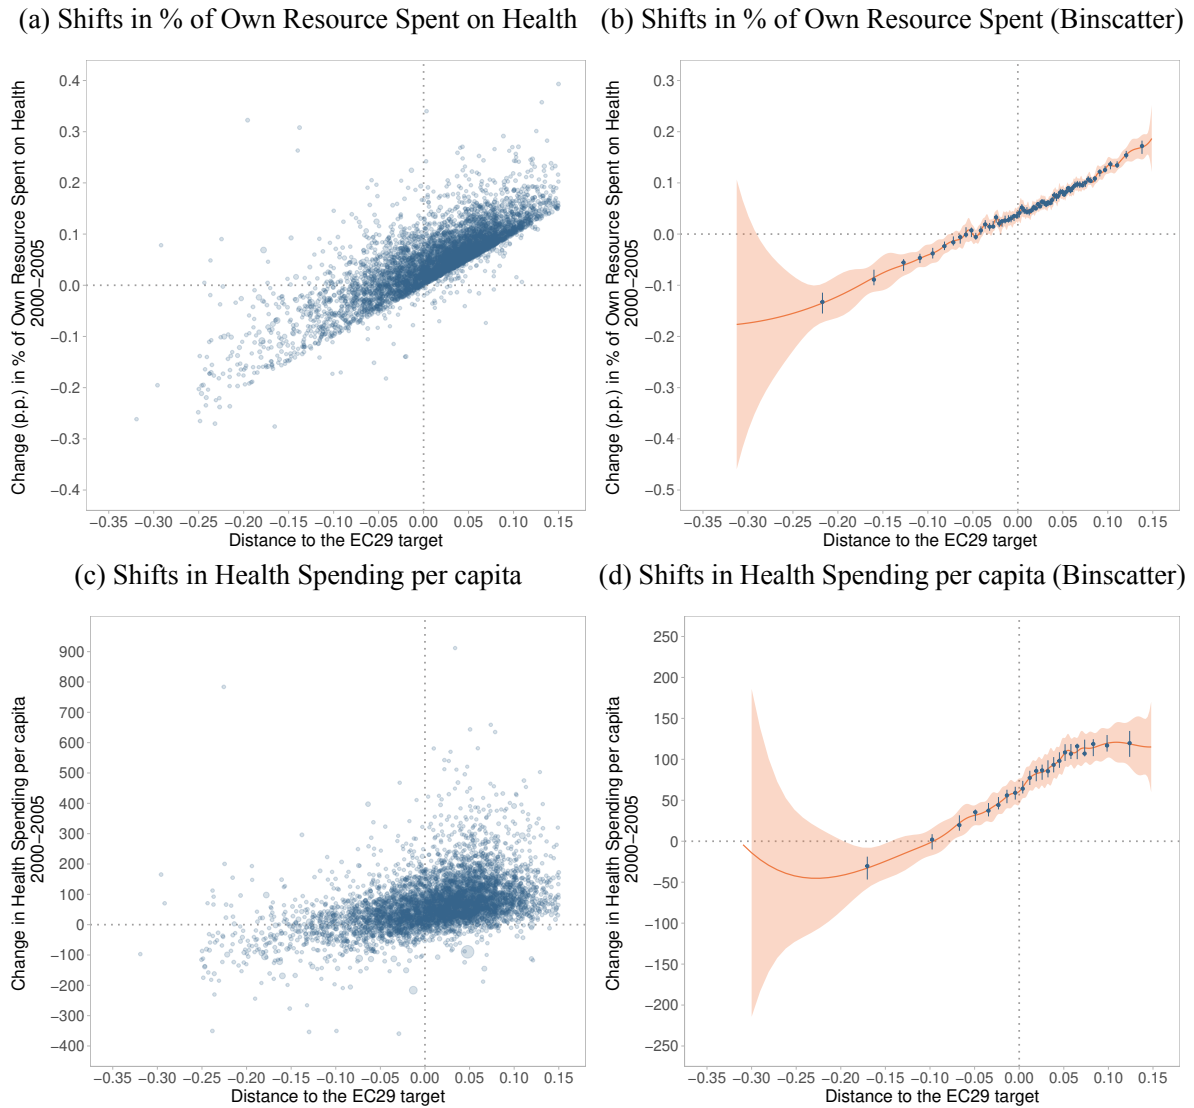 (a) Shifts in % of Own Resource Spent on Health
(b) Shifts in % of Own Resource Spent (Binscatter)
Change (p.p.) in % of Own Resource Spent on Health
2000−2005
0.4
0.3
0.2
0.1
0.0
−0.1
−0.2
−0.3
−0.4
−0.35 −0.30 −0.25 −0.20 −0.15 −0.10 −0.05 0.00 0.05 0.10 0.15
Distance to the EC29 target
Change (p.p.) in % of Own Resource Spent on Health
2000−2005
0.3
0.2
0.1
0.0
−0.1
−0.2
−0.3
−0.4
−0.5
−0.35 −0.30 −0.25 −0.20 −0.15 −0.10 −0.05 0.00 0.05 0.10 0.15
Distance to the EC29 target
(c) Shifts in Health Spending per capita
(d) Shifts in Health Spending per capita (Binscatter)
Change in Health Spending per capita
2000−2005
900
800
700
600
500
400
300
200
100
0
−100
−200
−300
−400
−0.35 −0.30 −0.25 −0.20 −0.15 −0.10 −0.05 0.00 0.05 0.10 0.15
Distance to the EC29 target
Change in Health Spending per capita
2000−2005
250
200
150
100
50
0
−50
−100
−150
−200
−250
−0.35 −0.30 −0.25 −0.20 −0.15 −0.10 −0.05 0.00 0.05 0.10 0.15
Distance to the EC29 target